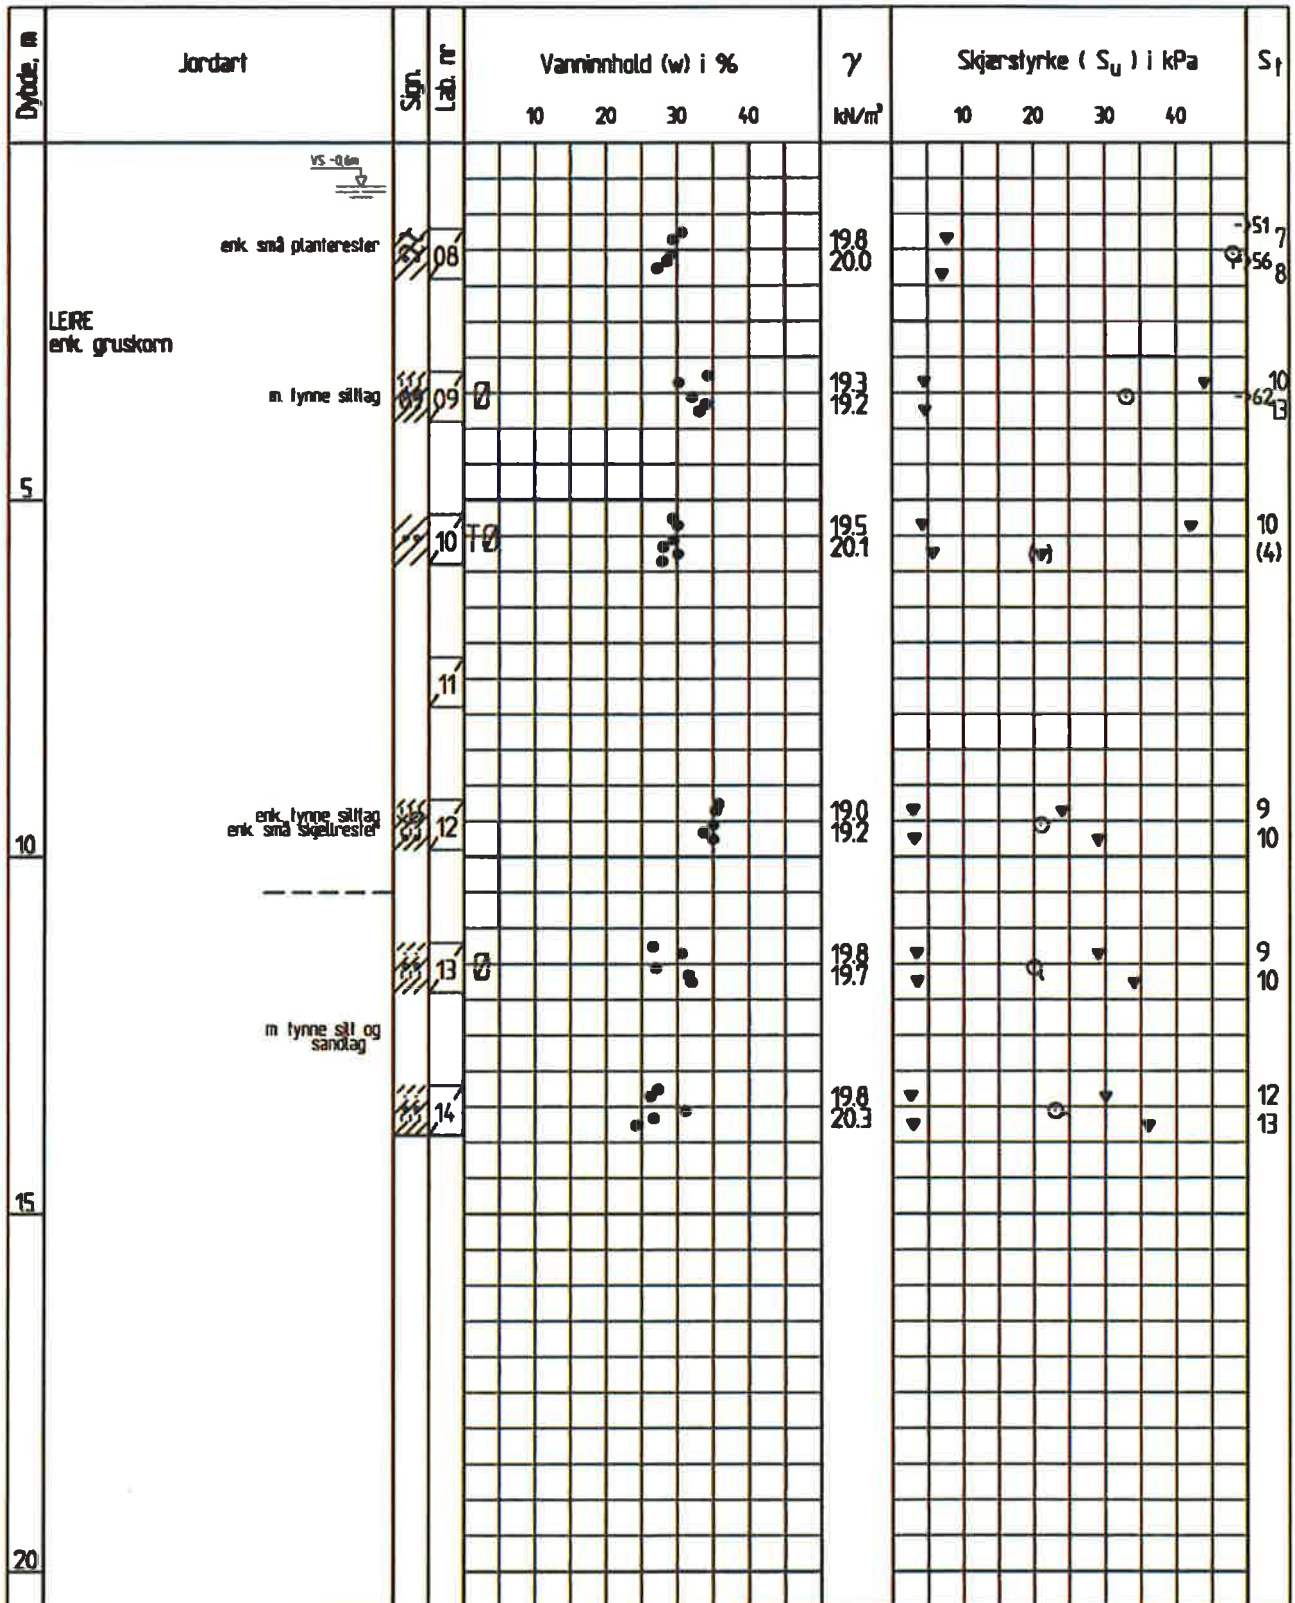 Dybde, m
Jordart
Sign.
Lab. nr
Vanninnhold (w) i %
10 20 30 40
γ
kN/m³
Skjærstyrke ( Su ) i kPa
10 20 30 40
St
VS -0,6m
enk. små planterester
08
19.8
20.0
->51 7
->56 8
LEIRE
enk. gruskorn
m. tynne siltlag
09
Ø
19.3
19.2
10
->62 13
5
10
TØ
19.5
20.1
(▼)
10
(4)
11
enk. tynne siltlag
enk. små skjellrester
12
19.0
19.2
9
10
10
13
Ø
19.8
19.7
9
10
m tynne silt og
sandlag
14
19.8
20.3
12
13
15
20